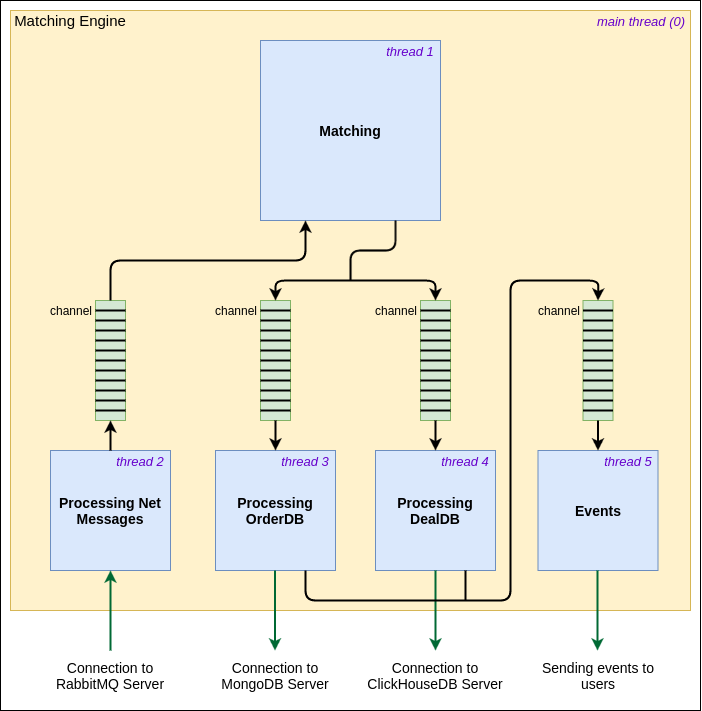 Matching Engine
main thread (0)
thread 1
Matching
channel
channel
channel
channel
thread 2
Processing Net
Messages
thread 3
Processing
OrderDB
thread 4
Processing
DealDB
thread 5
Events
Connection to
RabbitMQ Server
Connection to
MongoDB Server
Connection to
ClickHouseDB Server
Sending events to
users